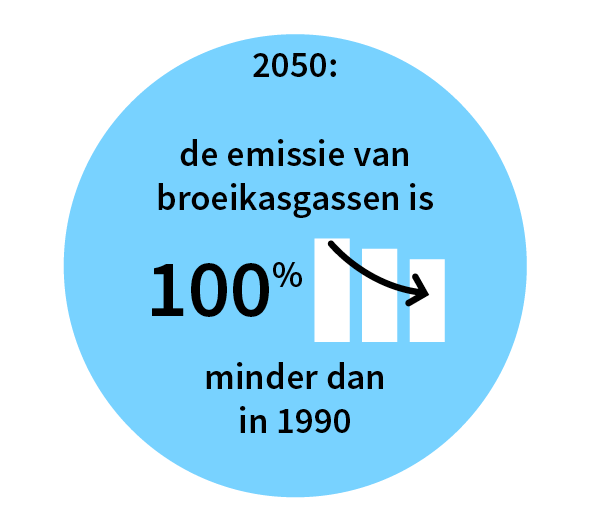 2050:
de emissie van
broeikasgassen is
100%
minder dan
in 1990